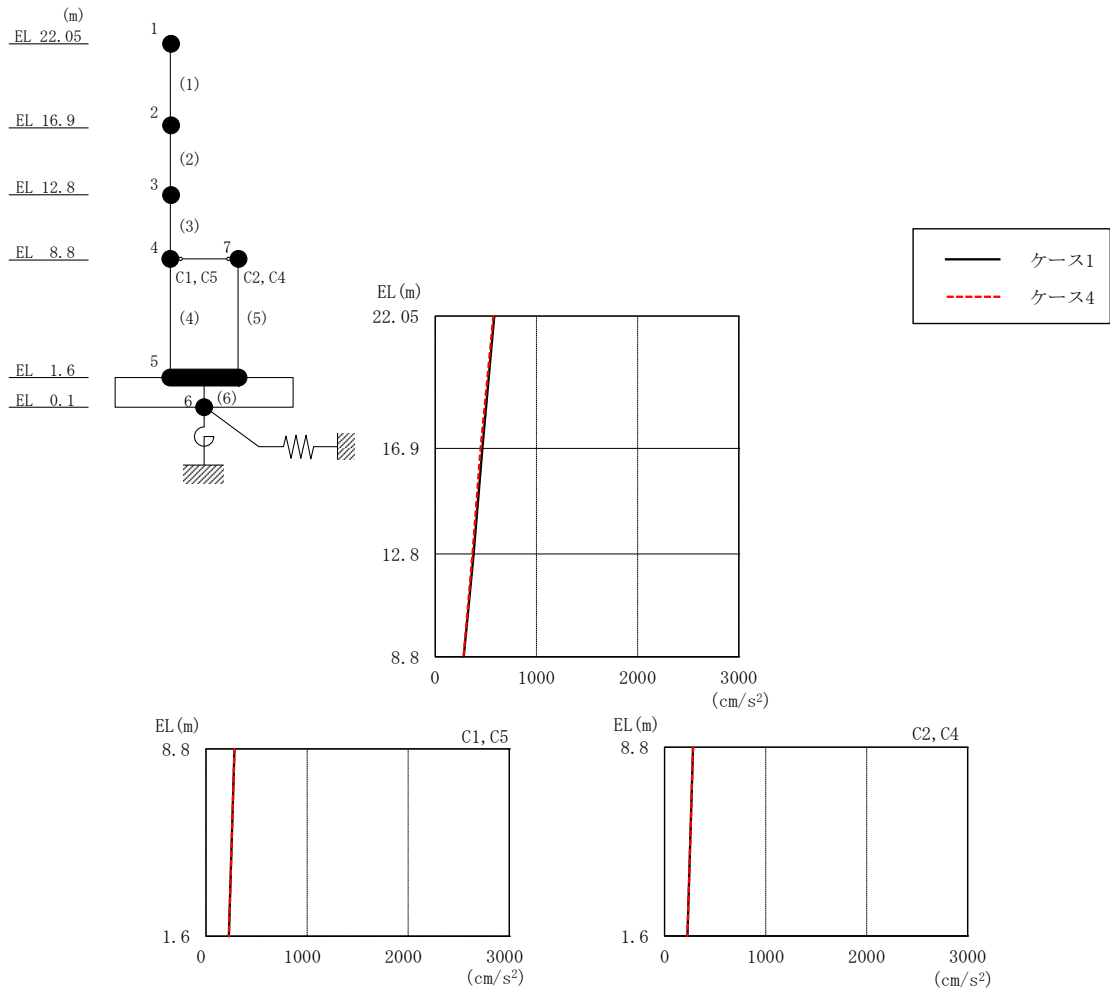 (m)
EL 22.05
1
(1)
EL 16.9
2
(2)
EL 12.8
3
(3)
EL 8.8
4
7
C1,C5
C2,C4
(4)
(5)
EL 1.6
5
EL 0.1
6
(6)
ケース1
ケース4
EL(m)
22.05
16.9
12.8
8.8
0
1000
2000
3000
(cm/s²)
EL(m)
C1,C5
8.8
1.6
0
1000
2000
3000
(cm/s²)
EL(m)
C2,C4
8.8
1.6
0
1000
2000
3000
(cm/s²)